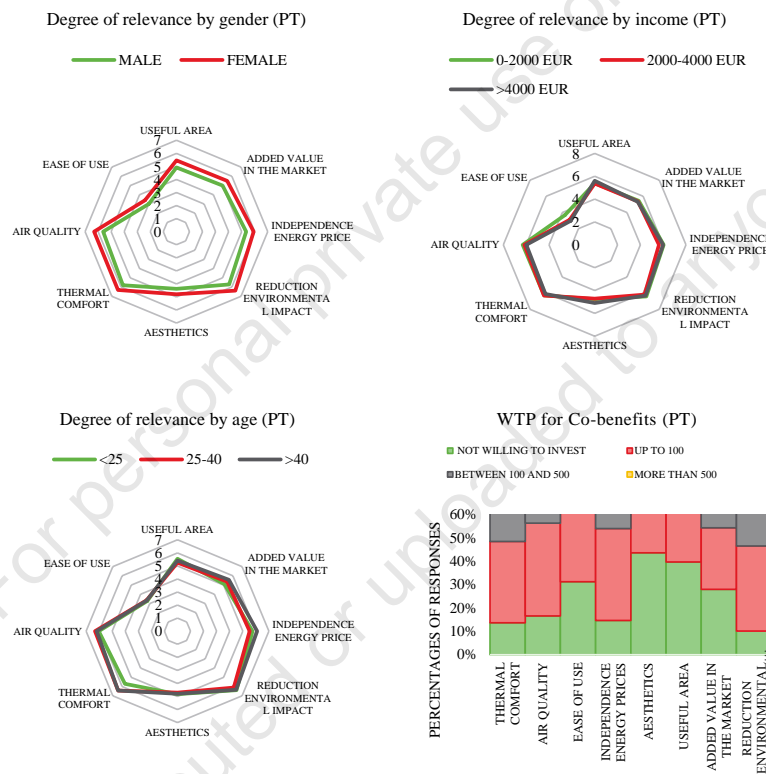 Degree of relevance by gender (PT)
MALE
FEMALE
USEFUL AREA
ADDED VALUE
IN THE MARKET
INDEPENDENCE
ENERGY PRICE
REDUCTION
ENVIRONMENTA
L IMPACT
AESTHETICS
THERMAL
COMFORT
AIR QUALITY
EASE OF USE
7
6
5
4
3
2
1
0
Degree of relevance by income (PT)
0-2000 EUR
2000-4000 EUR
>4000 EUR
USEFUL AREA
ADDED VALUE
IN THE MARKET
INDEPENDENCE
ENERGY PRICE
REDUCTION
ENVIRONMENTA
L IMPACT
AESTHETICS
THERMAL
COMFORT
AIR QUALITY
EASE OF USE
8
6
4
2
0
Degree of relevance by age (PT)
<25
25-40
>40
USEFUL AREA
ADDED VALUE
IN THE MARKET
INDEPENDENCE
ENERGY PRICE
REDUCTION
ENVIRONMENTA
L IMPACT
AESTHETICS
THERMAL
COMFORT
AIR QUALITY
EASE OF USE
7
6
5
4
3
2
1
0
WTP for Co-benefits (PT)
NOT WILLING TO INVEST
UP TO 100
BETWEEN 100 AND 500
MORE THAN 500
PERCENTAGES OF RESPONSES
60%
50%
40%
30%
20%
10%
0%
THERMAL
COMFORT
AIR QUALITY
EASE OF USE
INDEPENDENCE
ENERGY PRICES
AESTHETICS
USEFUL AREA
ADDED VALUE IN
THE MARKET
REDUCTION
ENVIRONMENTAL…
For personal private use
or uploaded to